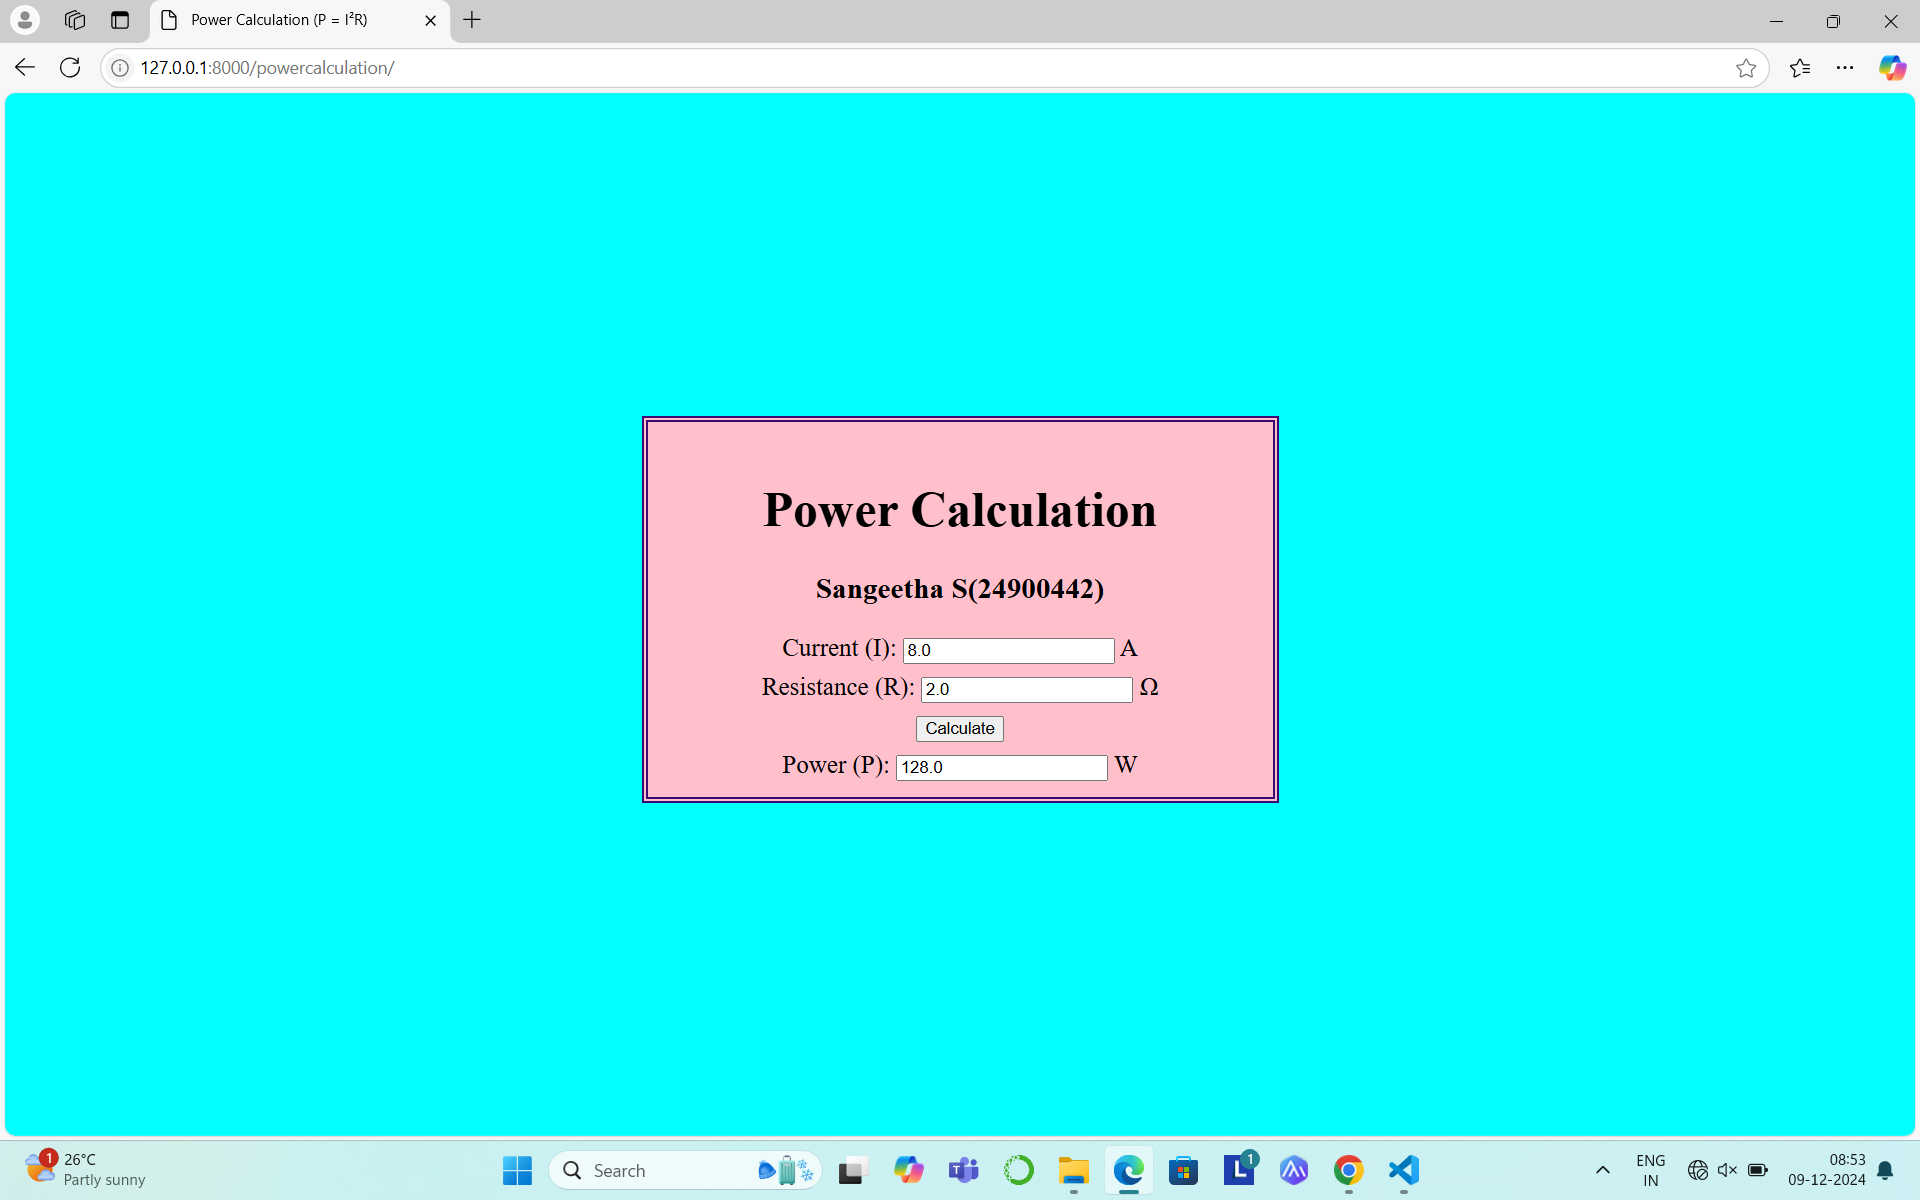 Power Calculation (P = I²R)
127.0.0.1:8000/powercalculation/
Power Calculation
Sangeetha S(24900442)
Current (I): 8.0 A
Resistance (R): 2.0 Ω
Calculate
Power (P): 128.0 W
1
26°C
Partly sunny
Search
T
L
1
ENG
IN
08:53
09-12-2024